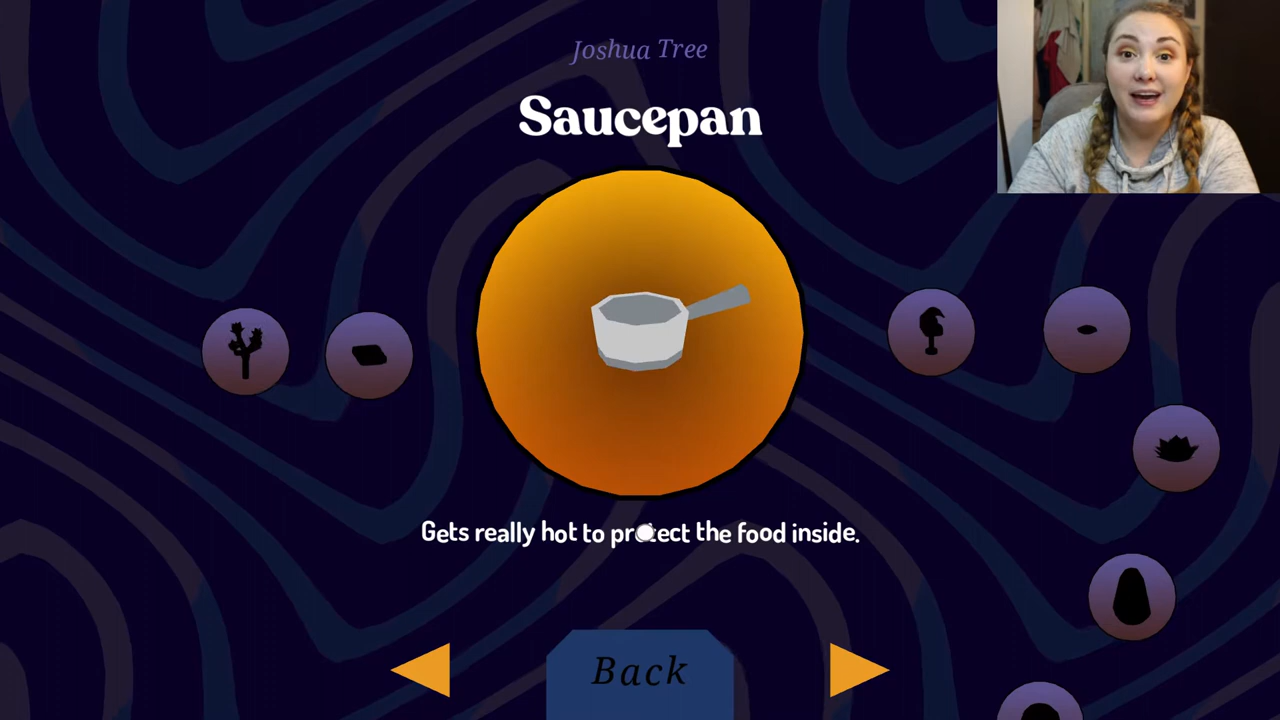 Joshua Tree
Saucepan
Gets really hot to protect the food inside.
Back